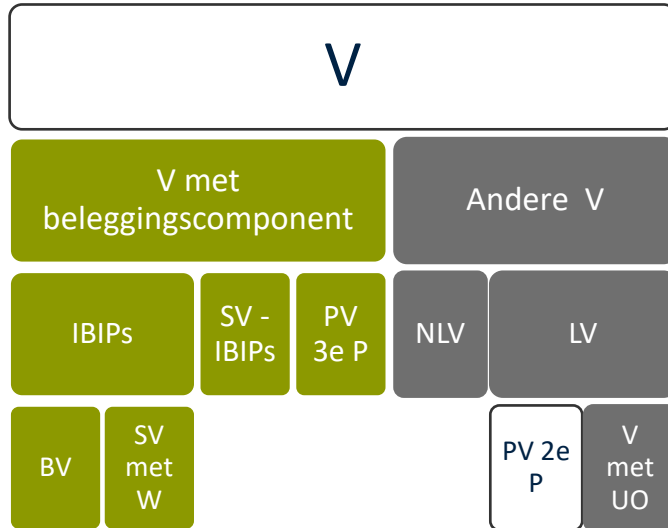 V
V met
beleggingscomponent
Andere V
IBIPs
SV -
IBIPs
PV
3e P
NLV
LV
BV
SV
met
W
PV 2e
P
V
met
UO